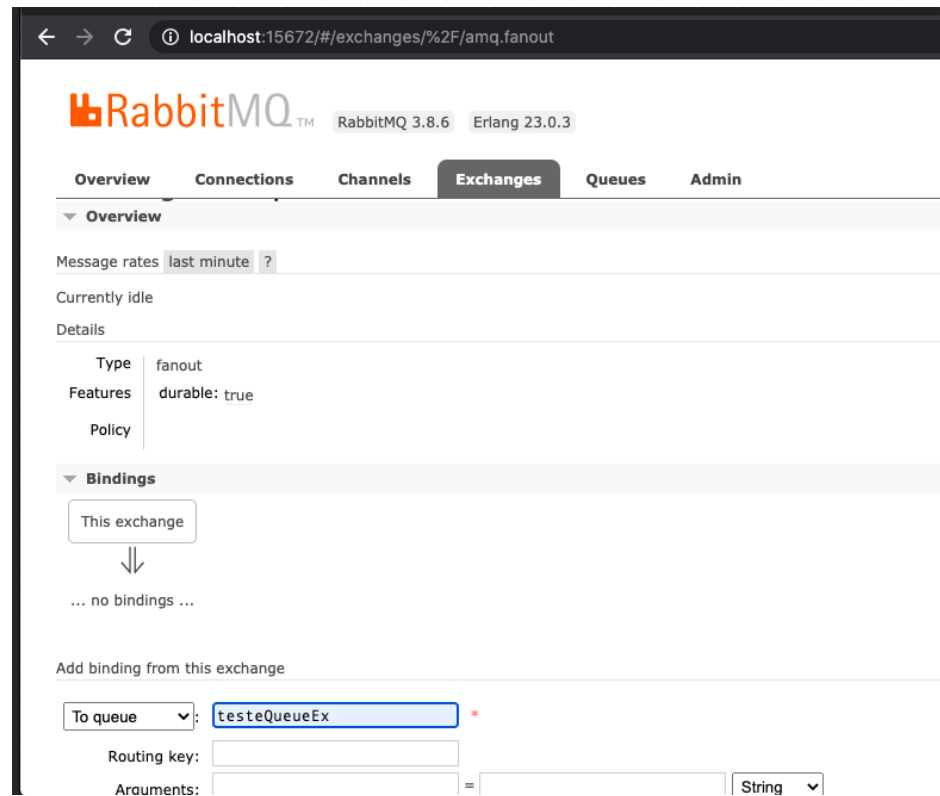 localhost:15672/#/exchanges/%2F/amq.fanout
RabbitMQ TM RabbitMQ 3.8.6 Erlang 23.0.3
Overview Connections Channels Exchanges Queues Admin
Overview
Message rates last minute ?
Currently idle
Details
Type fanout
Features durable: true
Policy
Bindings
This exchange
⇓
... no bindings ...
Add binding from this exchange
To queue : testeQueueEx *
Routing key:
Arguments: = String